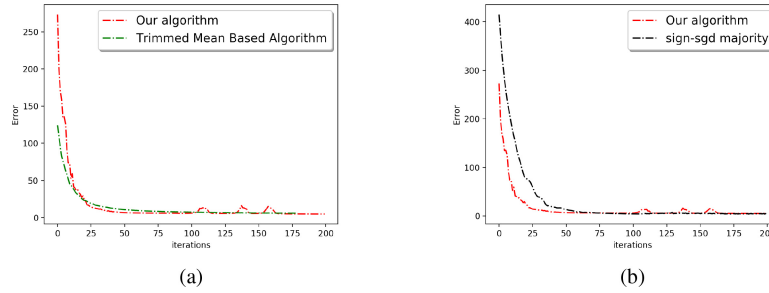 Our algorithm
Trimmed Mean Based Algorithm
250
200
150
100
50
0
Error
0 25 50 75 100 125 150 175 200
iterations
(a)
Our algorithm
sign-sgd majority
400
300
200
100
0
Error
0 25 50 75 100 125 150 175 200
iterations
(b)